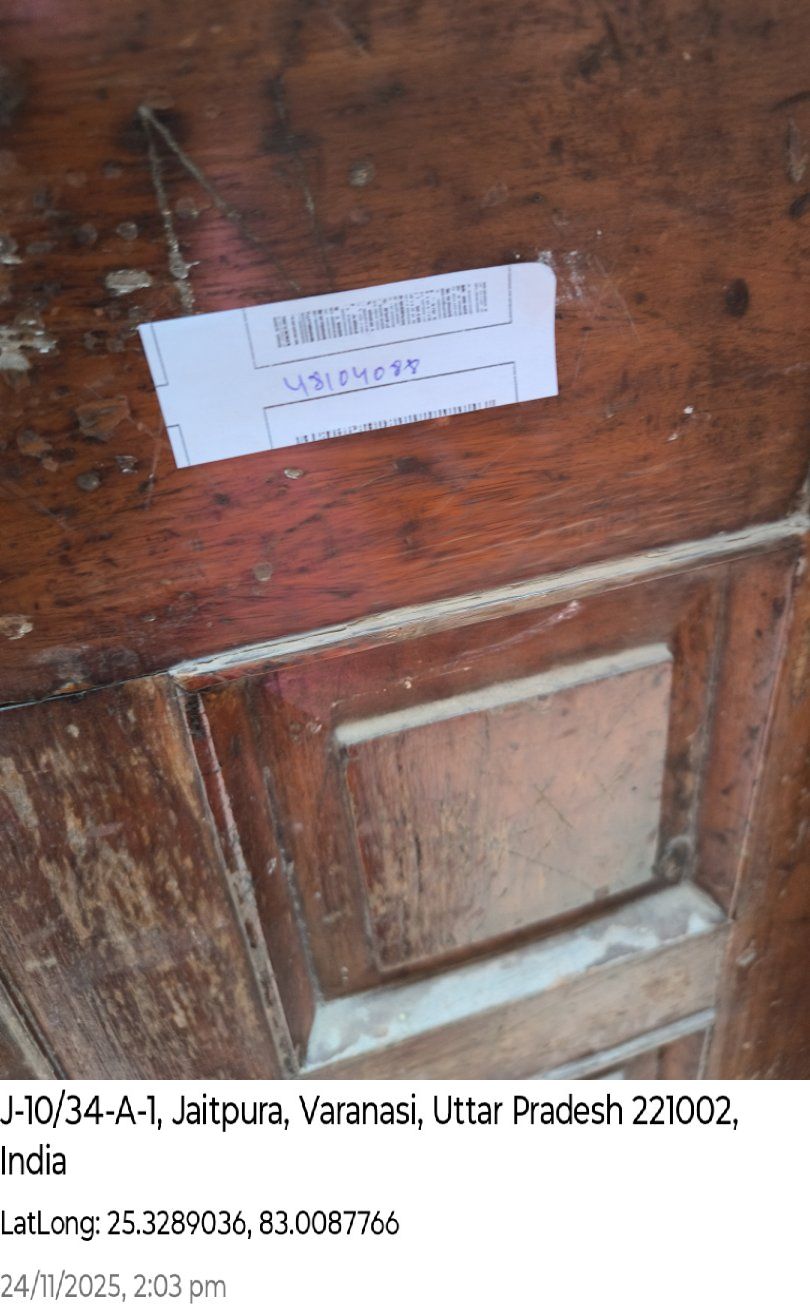 48104088
J-10/34-A-1, Jaitpura, Varanasi, Uttar Pradesh 221002,
India
LatLong: 25.3289036, 83.0087766
24/11/2025, 2:03 pm